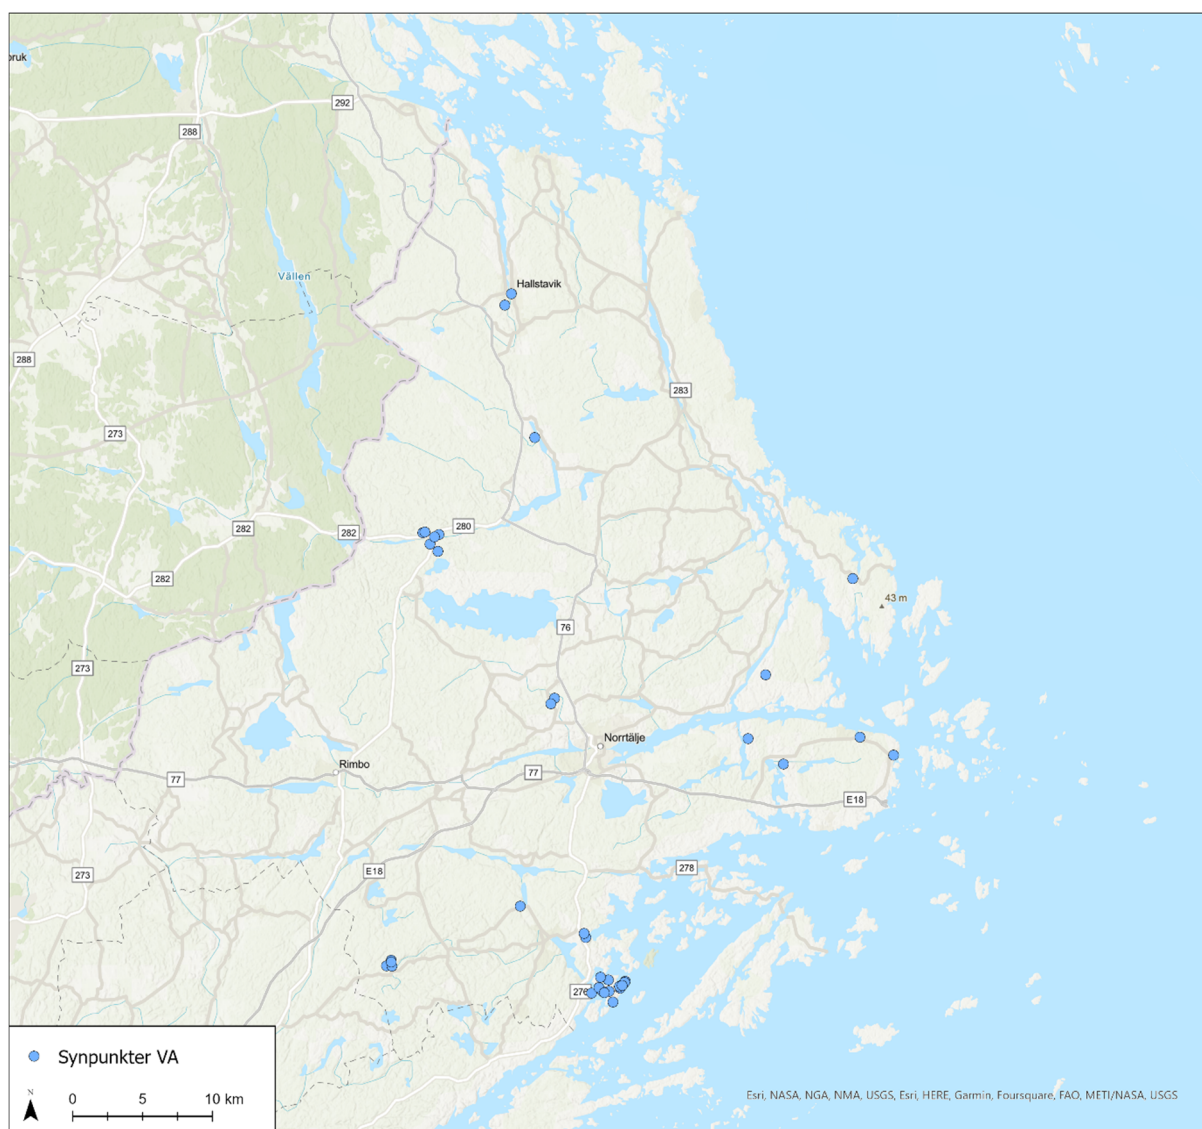 oruk
292
288
Vällen
Hallstavik
288
283
273
280
282
282
282
43 m
76
273
Norrtälje
Rimbo
77
77
E18
278
E18
273
276
Synpunkter VA
N
0 5 10 km
Esri, NASA, NGA, NMA, USGS, Esri, HERE, Garmin, Foursquare, FAO, METI/NASA, USGS